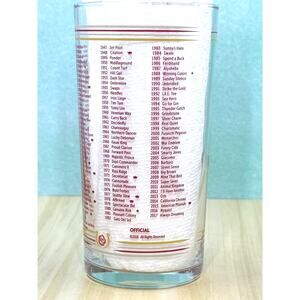 1947 Jet Pilot
1948 Citation
1949 Ponder
1950 Middleground
1951 Count Turf
1952 Hill Gail
1953 Dark Star
1954 Determine
1955 Swaps
1956 Needles
1957 Iron Liege
1958 Tim Tam
1959 Tomy Lee
1960 Venetian Way
1961 Carry Back
1962 Decidedly
1963 Chateaugay
1964 Northern Dancer
1965 Lucky Debonair
1966 Kauai King
1967 Proud Clarion
1968 Forward Pass
1969 Majestic Prince
1970 Dust Commander
1971 Canonero II
1972 Riva Ridge
1973 Secretariat
1974 Cannonade
1975 Foolish Pleasure
1976 Bold Forbes
1977 Seattle Slew
1978 Affirmed
1979 Spectacular Bid
1980 Genuine Risk
1981 Pleasant Colony
1982 Gato Del Sol
1983 Sunny's Halo
1984 Swale
1985 Spend a Buck
1986 Ferdinand
1987 Alysheba
1988 Winning Colors
1989 Sunday Silence
1990 Unbridled
1991 Strike the Gold
1992 Lil E. Tee
1993 Sea Hero
1994 Go for Gin
1995 Thunder Gulch
1996 Grindstone
1997 Silver Charm
1998 Real Quiet
1999 Charismatic
2000 Fusaichi Pegasus
2001 Monarchos
2002 War Emblem
2003 Funny Cide
2004 Smarty Jones
2005 Giacomo
2006 Barbaro
2007 Street Sense
2008 Big Brown
2009 Mine That Bird
2010 Super Saver
2011 Animal Kingdom
2012 I'll Have Another
2013 Orb
2014 California Chrome
2015 American Pharoah
2016 Nyquist
2017 Always Dreaming
OFFICIAL
©2018 All Rights Reserved